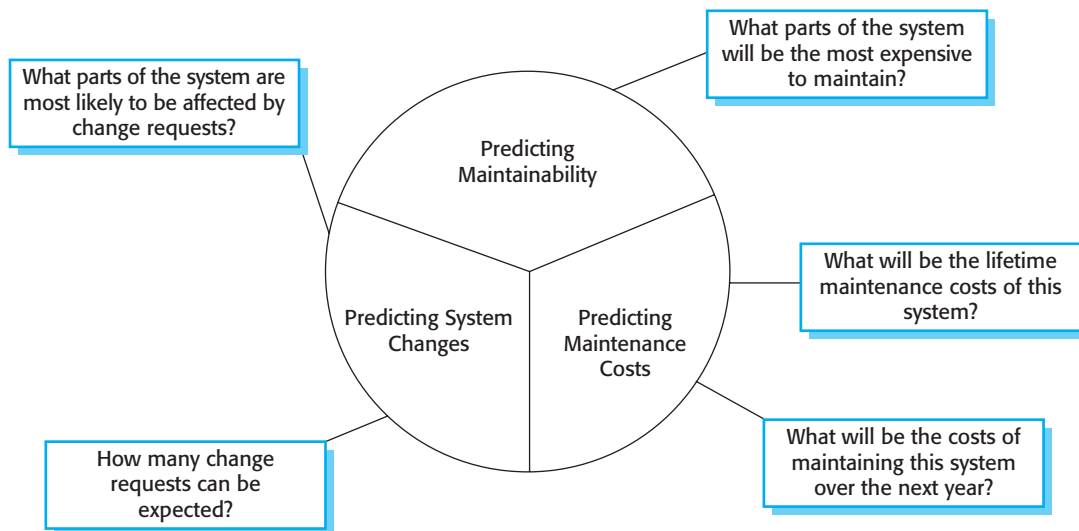 What parts of the system
will be the most expensive
to maintain?
What parts of the system are
most likely to be affected by
change requests?
Predicting
Maintainability
What will be the lifetime
maintenance costs of this
system?
Predicting System
Changes
Predicting
Maintenance
Costs
What will be the costs of
maintaining this system
over the next year?
How many change
requests can be
expected?